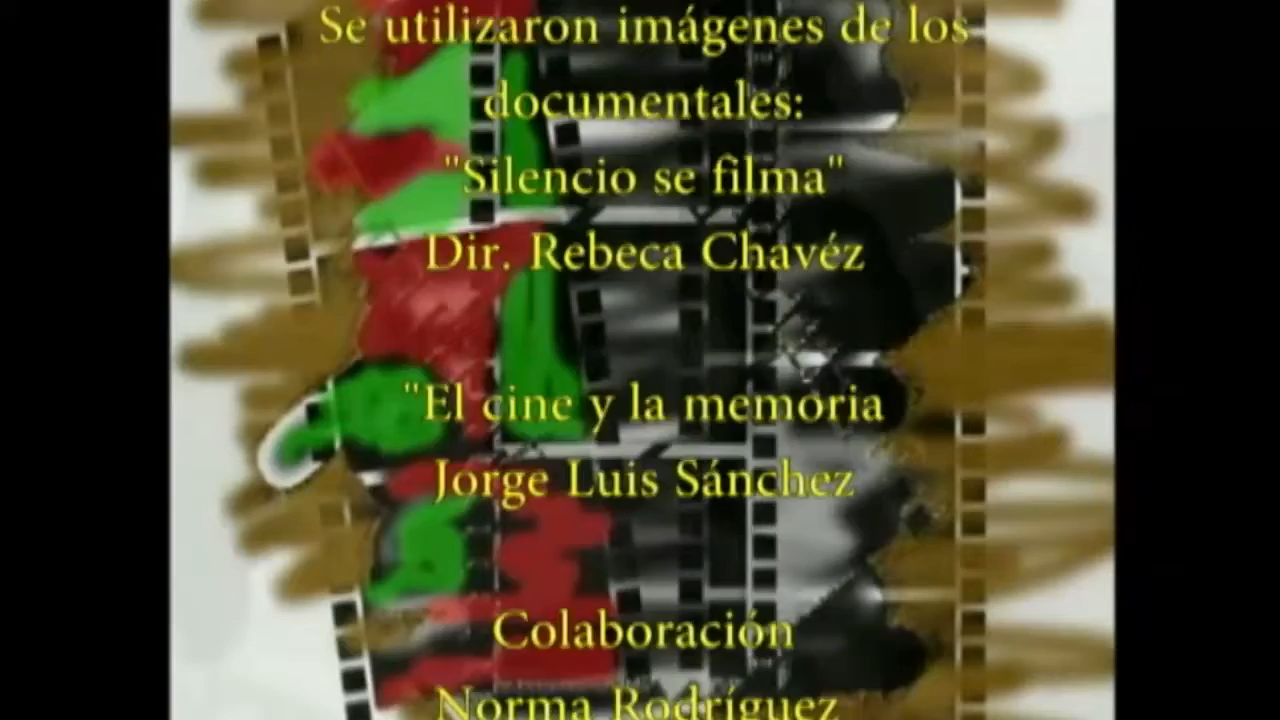 Se utilizaron imágenes de los
documentales:
"Silencio se filma"
Dir. Rebeca Chavéz
"El cine y la memoria
Jorge Luis Sánchez
Colaboración
Norma Rodríguez